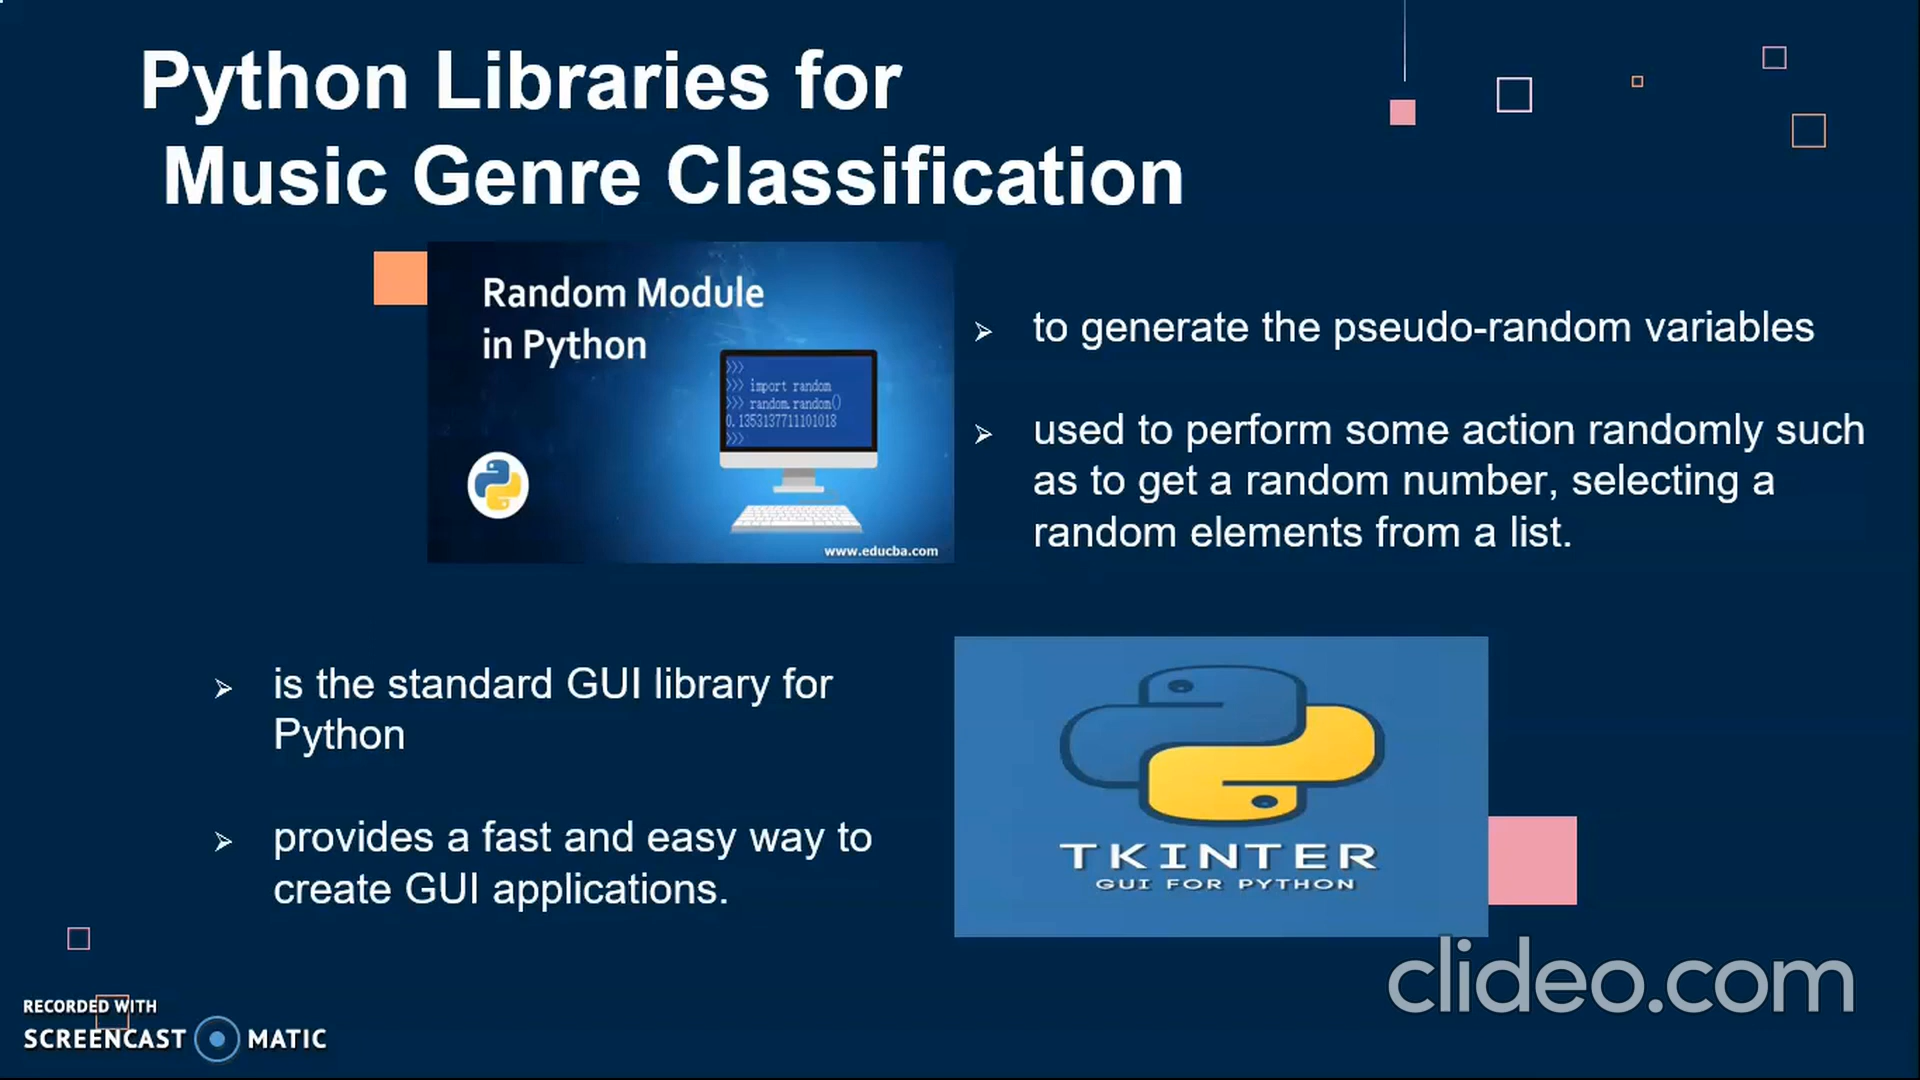 Python Libraries for
Music Genre Classification
Random Module
in Python
>>>
>>> import random
>>> random.random()
0.1353137711101018
>>>
www.educba.com
➢ to generate the pseudo-random variables
➢ used to perform some action randomly such
as to get a random number, selecting a
random elements from a list.
➢ is the standard GUI library for
Python
➢ provides a fast and easy way to
create GUI applications.
TKINTER
GUI FOR PYTHON
clideo.com
RECORDED WITH
SCREENCAST MATIC